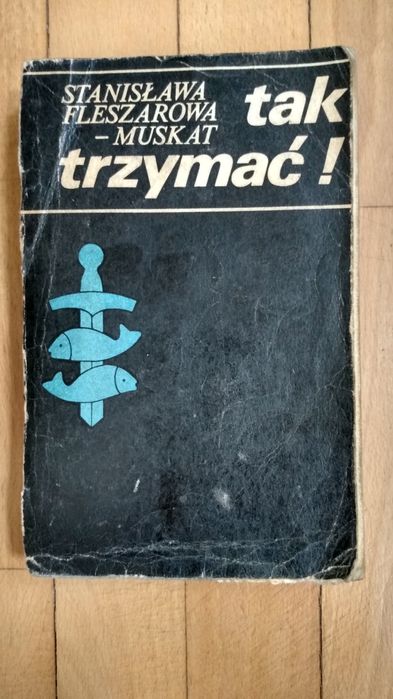 STANISŁAWA
FLESZAROWA
– MUSKAT
tak
trzymać!